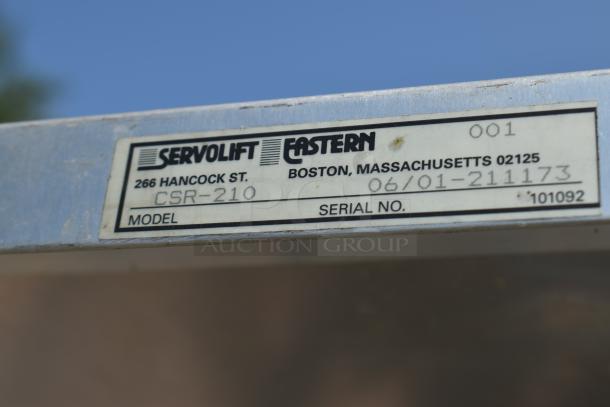 SERVOLIFT EASTERN 001
266 HANCOCK ST. BOSTON, MASSACHUSETTS 02125
CSR-210 06/01-211173
MODEL SERIAL NO. 101092
AUCTION GROUP